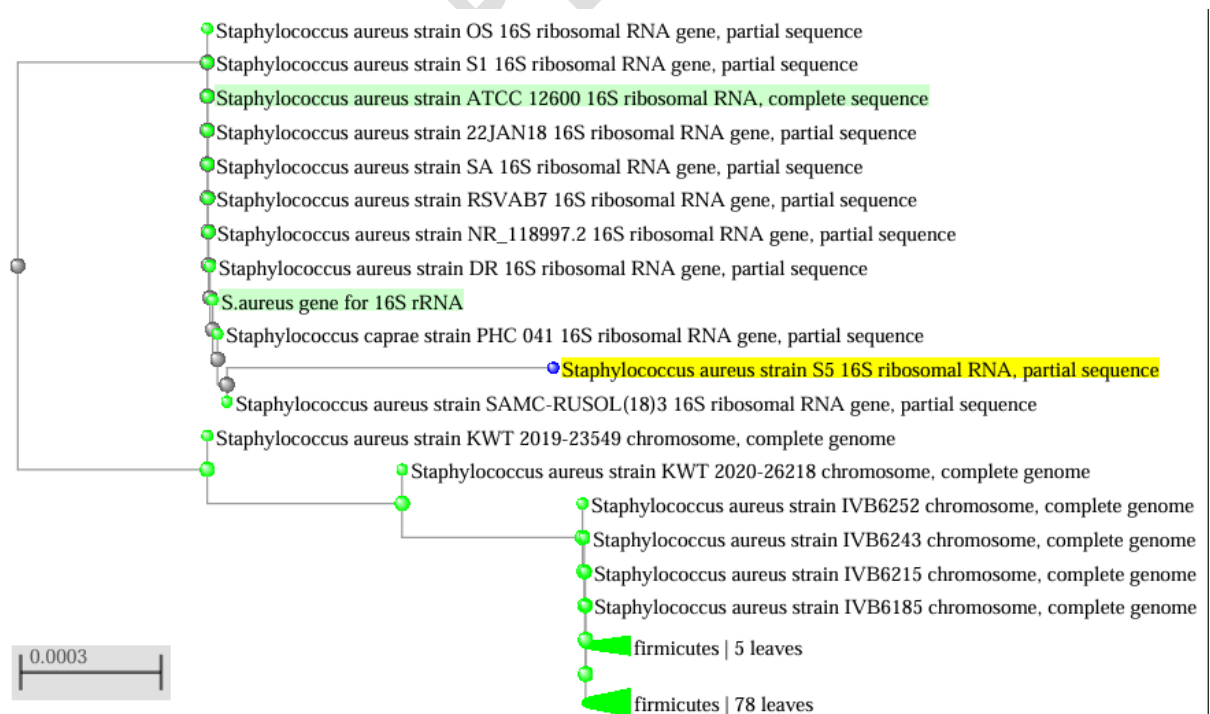 Staphylococcus aureus strain OS 16S ribosomal RNA gene, partial sequence
Staphylococcus aureus strain S1 16S ribosomal RNA gene, partial sequence
Staphylococcus aureus strain ATCC 12600 16S ribosomal RNA, complete sequence
Staphylococcus aureus strain 22JAN18 16S ribosomal RNA gene, partial sequence
Staphylococcus aureus strain SA 16S ribosomal RNA gene, partial sequence
Staphylococcus aureus strain RSVAB7 16S ribosomal RNA gene, partial sequence
Staphylococcus aureus strain NR_118997.2 16S ribosomal RNA gene, partial sequence
Staphylococcus aureus strain DR 16S ribosomal RNA gene, partial sequence
S.aureus gene for 16S rRNA
Staphylococcus caprae strain PHC 041 16S ribosomal RNA gene, partial sequence
Staphylococcus aureus strain S5 16S ribosomal RNA, partial sequence
Staphylococcus aureus strain SAMC-RUSOL(18)3 16S ribosomal RNA gene, partial sequence
Staphylococcus aureus strain KWT 2019-23549 chromosome, complete genome
Staphylococcus aureus strain KWT 2020-26218 chromosome, complete genome
Staphylococcus aureus strain IVB6252 chromosome, complete genome
Staphylococcus aureus strain IVB6243 chromosome, complete genome
Staphylococcus aureus strain IVB6215 chromosome, complete genome
Staphylococcus aureus strain IVB6185 chromosome, complete genome
firmicutes | 5 leaves
0.0003
firmicutes | 78 leaves